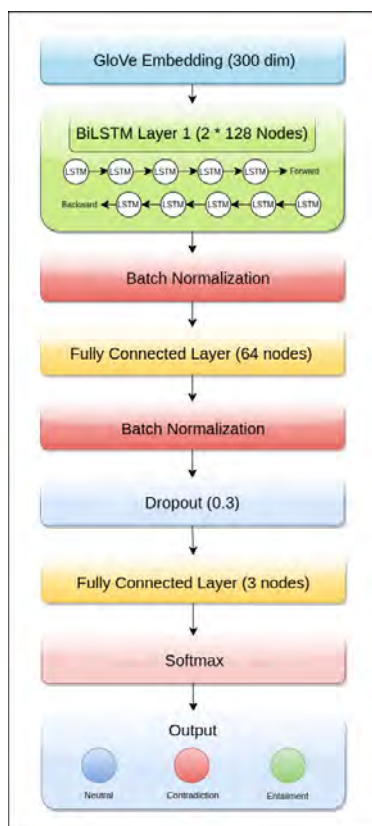 GloVe Embedding (300 dim)
BiLSTM Layer 1 (2 * 128 Nodes)
LSTM LSTM LSTM LSTM LSTM Forward
Backward LSTM LSTM LSTM LSTM LSTM
Batch Normalization
Fully Connected Layer (64 nodes)
Batch Normalization
Dropout (0.3)
Fully Connected Layer (3 nodes)
Softmax
Output
Neutral Contradiction Entailment